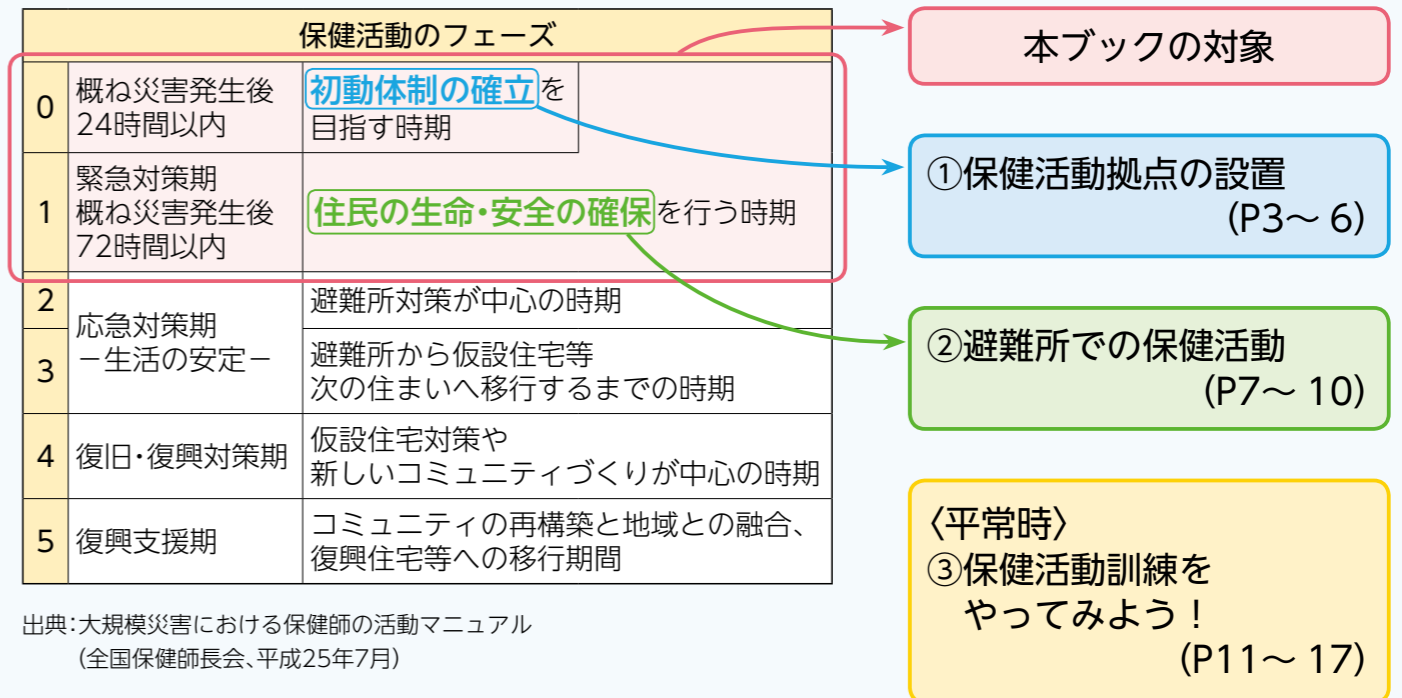 保健活動のフェーズ
0
概ね災害発生後
24時間以内
初動体制の確立を
目指す時期
1
緊急対策期
概ね災害発生後
72時間以内
住民の生命・安全の確保を行う時期
2
応急対策期
－生活の安定－
避難所対策が中心の時期
3
避難所から仮設住宅等
次の住まいへ移行するまでの時期
4
復旧・復興対策期
仮設住宅対策や
新しいコミュニティづくりが中心の時期
5
復興支援期
コミュニティの再構築と地域との融合、
復興住宅等への移行期間
出典：大規模災害における保健師の活動マニュアル
（全国保健師長会、平成25年7月）
本ブックの対象
①保健活動拠点の設置
（P3～ 6）
②避難所での保健活動
（P7～ 10）
〈平常時〉
③保健活動訓練を
やってみよう！
（P11～ 17）